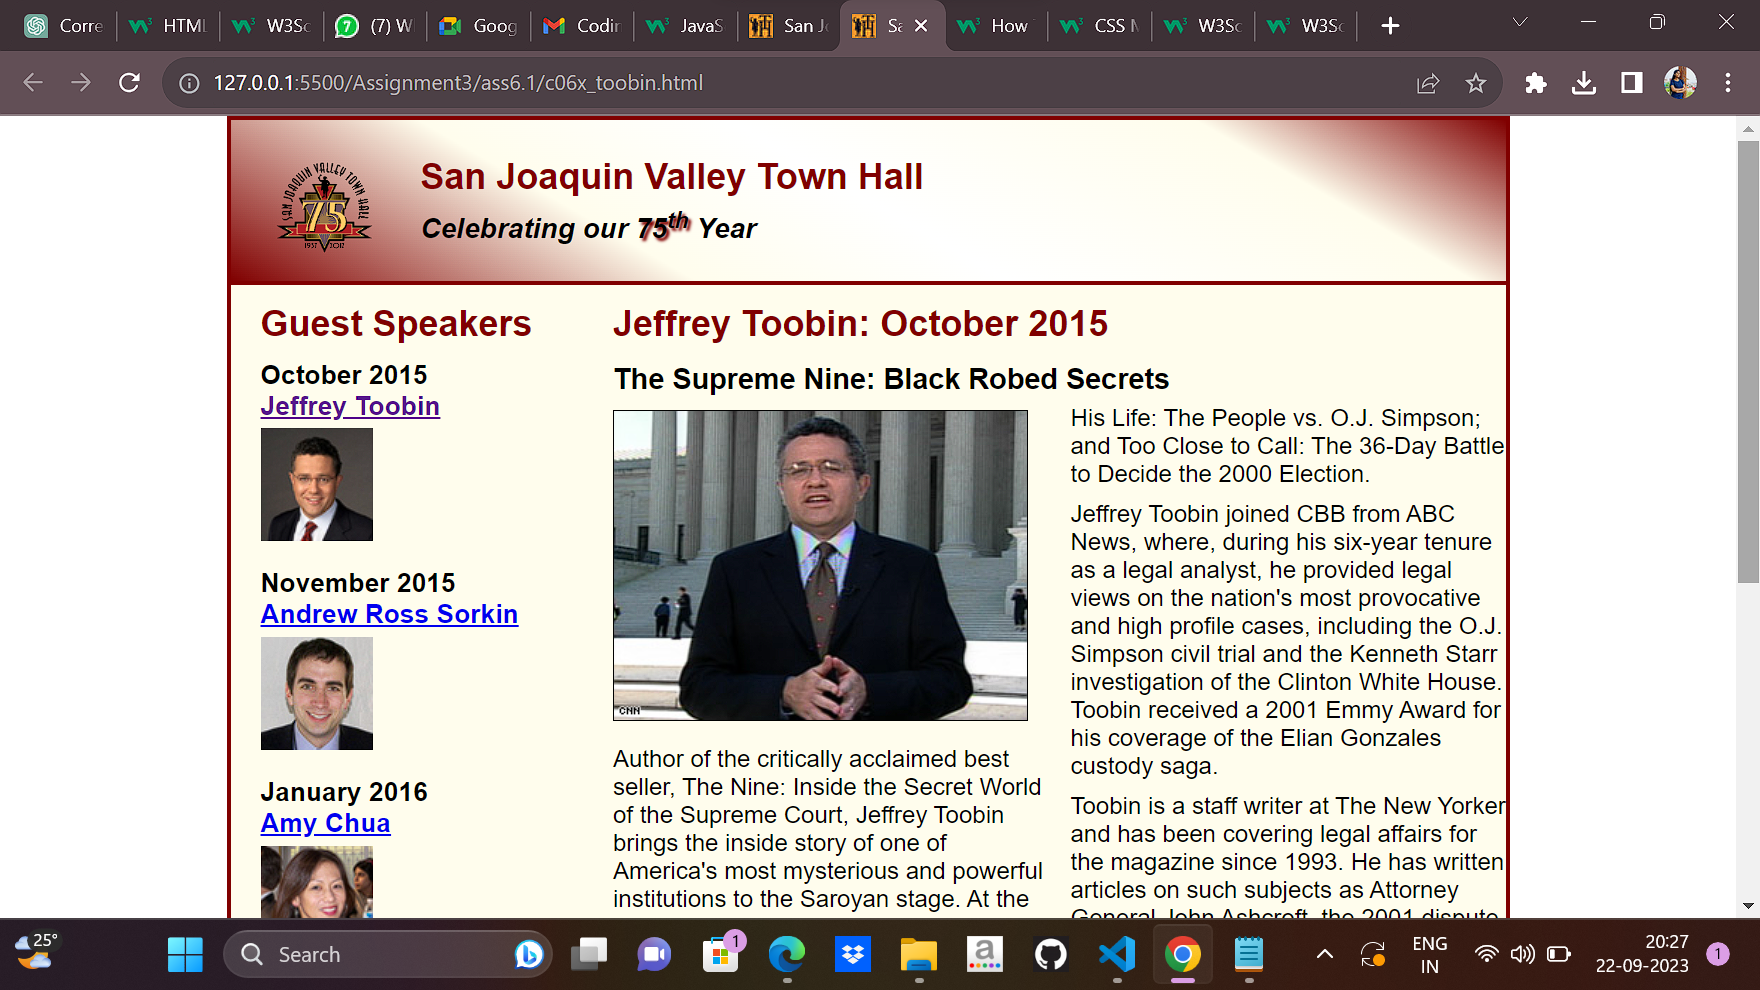 Corre
HTML
W3Sc
(7) W
Goog
Codin
JavaS
San Jo
Sa
How
CSS M
W3Sc
W3Sc
127.0.0.1:5500/Assignment3/ass6.1/c06x_toobin.html
SAN JOAQUIN VALLEY TOWN HALL
75
1937 2012
San Joaquin Valley Town Hall
Celebrating our 75th Year
Guest Speakers
October 2015
Jeffrey Toobin
November 2015
Andrew Ross Sorkin
January 2016
Amy Chua
Jeffrey Toobin: October 2015
The Supreme Nine: Black Robed Secrets
CNN
Author of the critically acclaimed best
seller, The Nine: Inside the Secret World
of the Supreme Court, Jeffrey Toobin
brings the inside story of one of
America's most mysterious and powerful
institutions to the Saroyan stage. At the
His Life: The People vs. O.J. Simpson;
and Too Close to Call: The 36-Day Battle
to Decide the 2000 Election.
Jeffrey Toobin joined CBB from ABC
News, where, during his six-year tenure
as a legal analyst, he provided legal
views on the nation's most provocative
and high profile cases, including the O.J.
Simpson civil trial and the Kenneth Starr
investigation of the Clinton White House.
Toobin received a 2001 Emmy Award for
his coverage of the Elian Gonzales
custody saga.
Toobin is a staff writer at The New Yorker
and has been covering legal affairs for
the magazine since 1993. He has written
articles on such subjects as Attorney
General John Ashcroft, the 2001 dispute
25°
Search
1
a
ENG
IN
20:27
22-09-2023
1